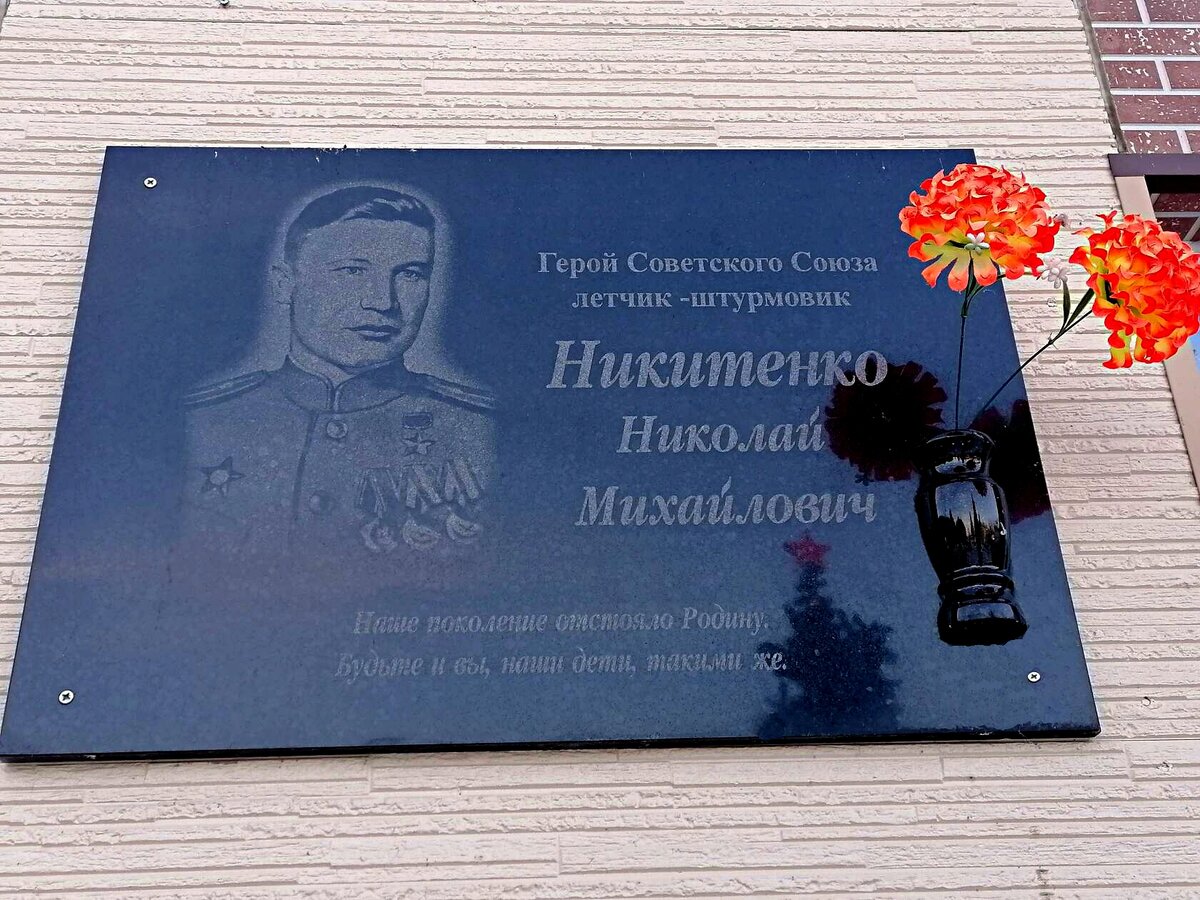 Герой Советского Союза
летчик -штурмовик
Никитенко
Николай
Михайлович
Наше поколение отстояло Родину.
Будьте и вы, наши дети, такими же.